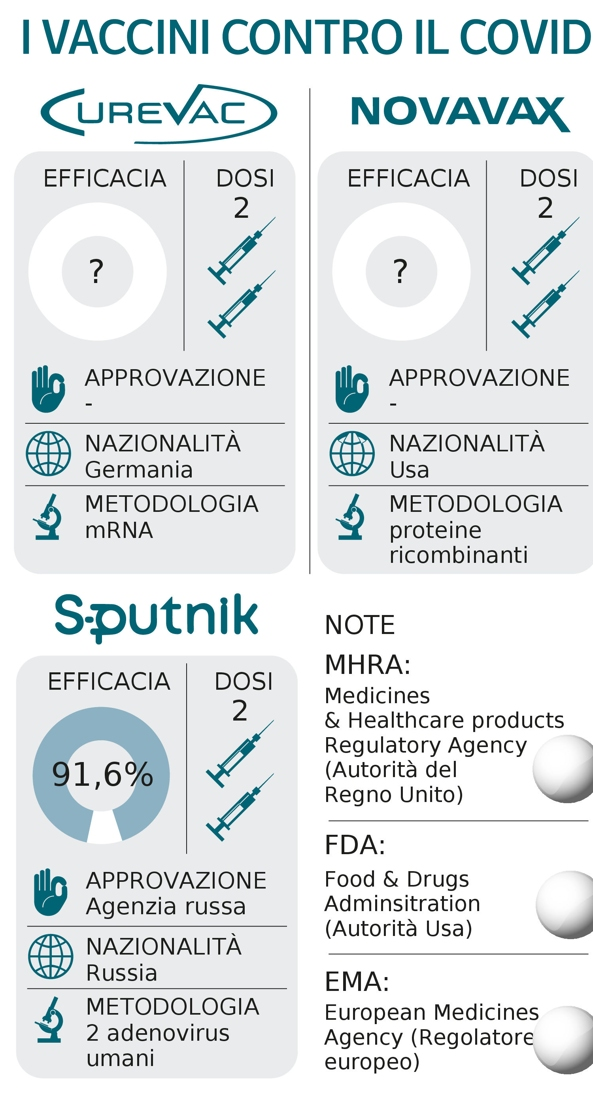 I VACCINI CONTRO IL COVID
CUREVAC
EFFICACIA
?
DOSI
2
APPROVAZIONE
-
NAZIONALITÀ
Germania
METODOLOGIA
mRNA
NOVAVAX
EFFICACIA
?
DOSI
2
APPROVAZIONE
-
NAZIONALITÀ
Usa
METODOLOGIA
proteine
ricombinanti
Sputnik
EFFICACIA
91,6%
DOSI
2
APPROVAZIONE
Agenzia russa
NAZIONALITÀ
Russia
METODOLOGIA
2 adenovirus
umani
NOTE
MHRA:
Medicines
& Healthcare products
Regulatory Agency
(Autorità del
Regno Unito)
FDA:
Food & Drugs
Adminsitration
(Autorità Usa)
EMA:
European Medicines
Agency (Regolatore
europeo)